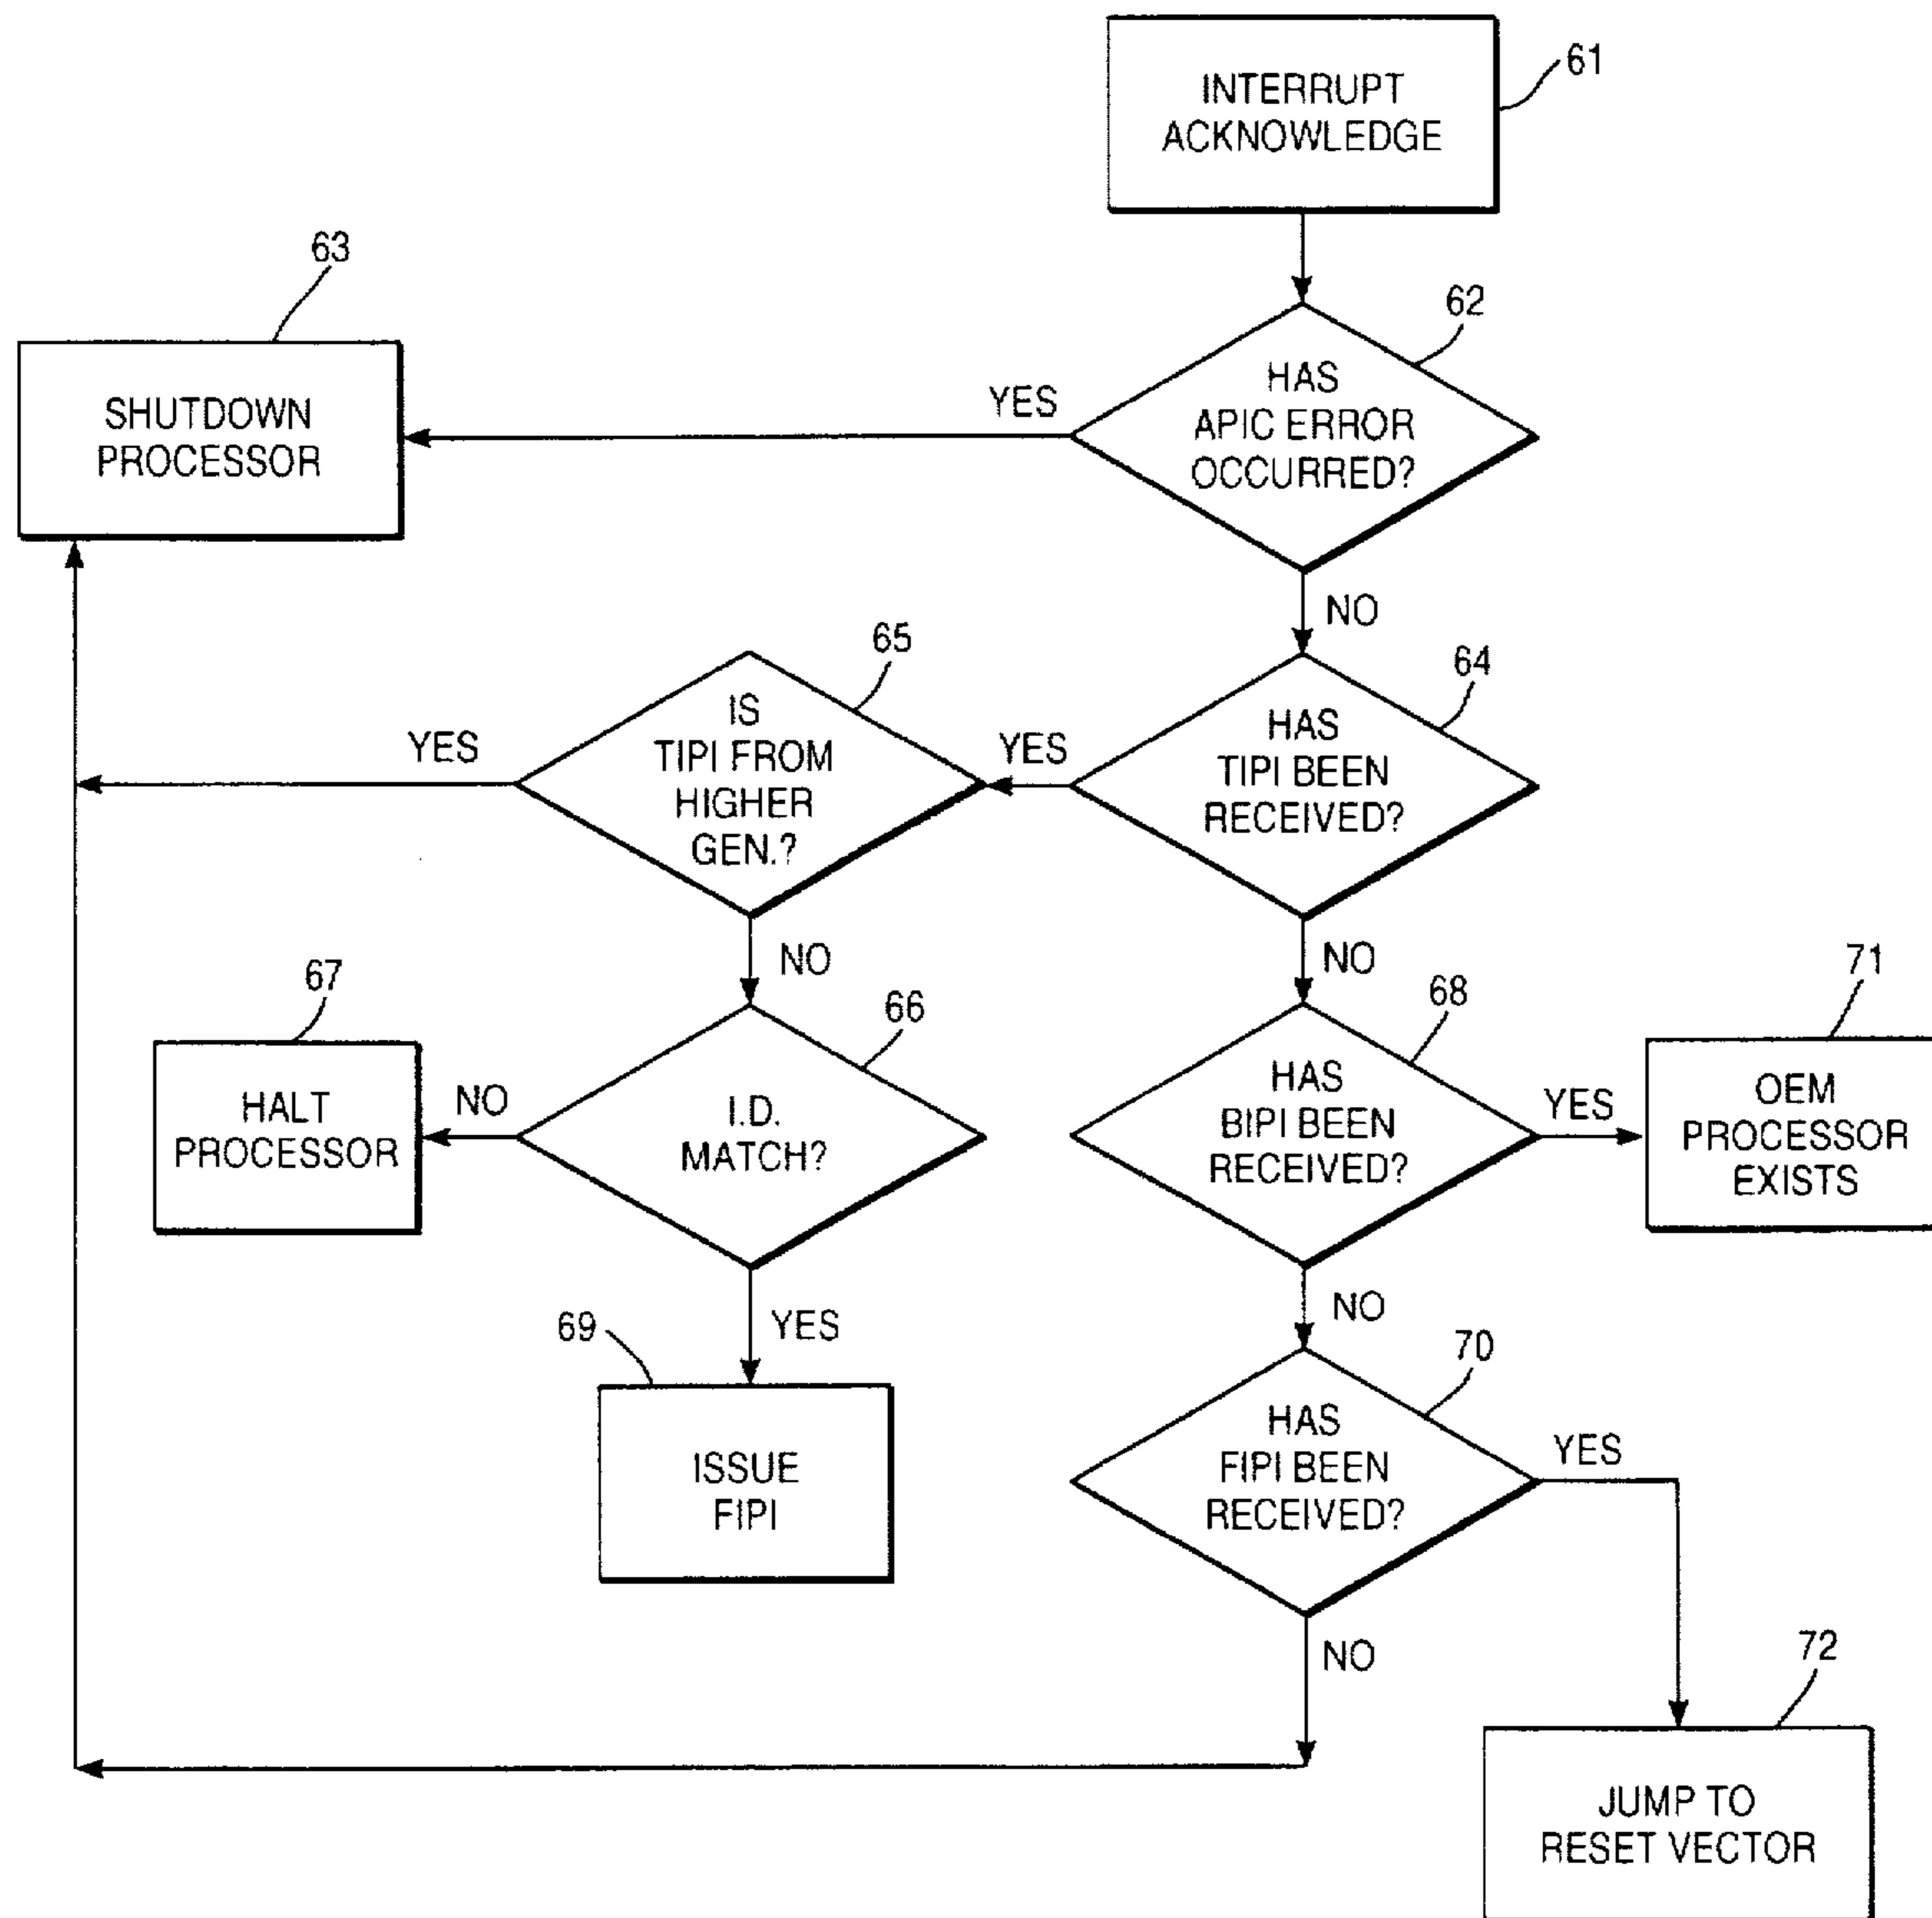 INTERRUPT
ACKNOWLEDGE
61
63
62
SHUTDOWN
PROCESSOR
YES
HAS
APIC ERROR
OCCURRED?
NO
65
64
YES
IS
TIPI FROM
HIGHER
GEN.?
YES
HAS
TIPI BEEN
RECEIVED?
NO
NO
67
66
68
71
HALT
PROCESSOR
NO
I.D.
MATCH?
HAS
BIPI BEEN
RECEIVED?
YES
OEM
PROCESSOR
EXISTS
69
YES
NO
70
ISSUE
FIPI
HAS
FIPI BEEN
RECEIVED?
YES
NO
72
JUMP TO
RESET VECTOR